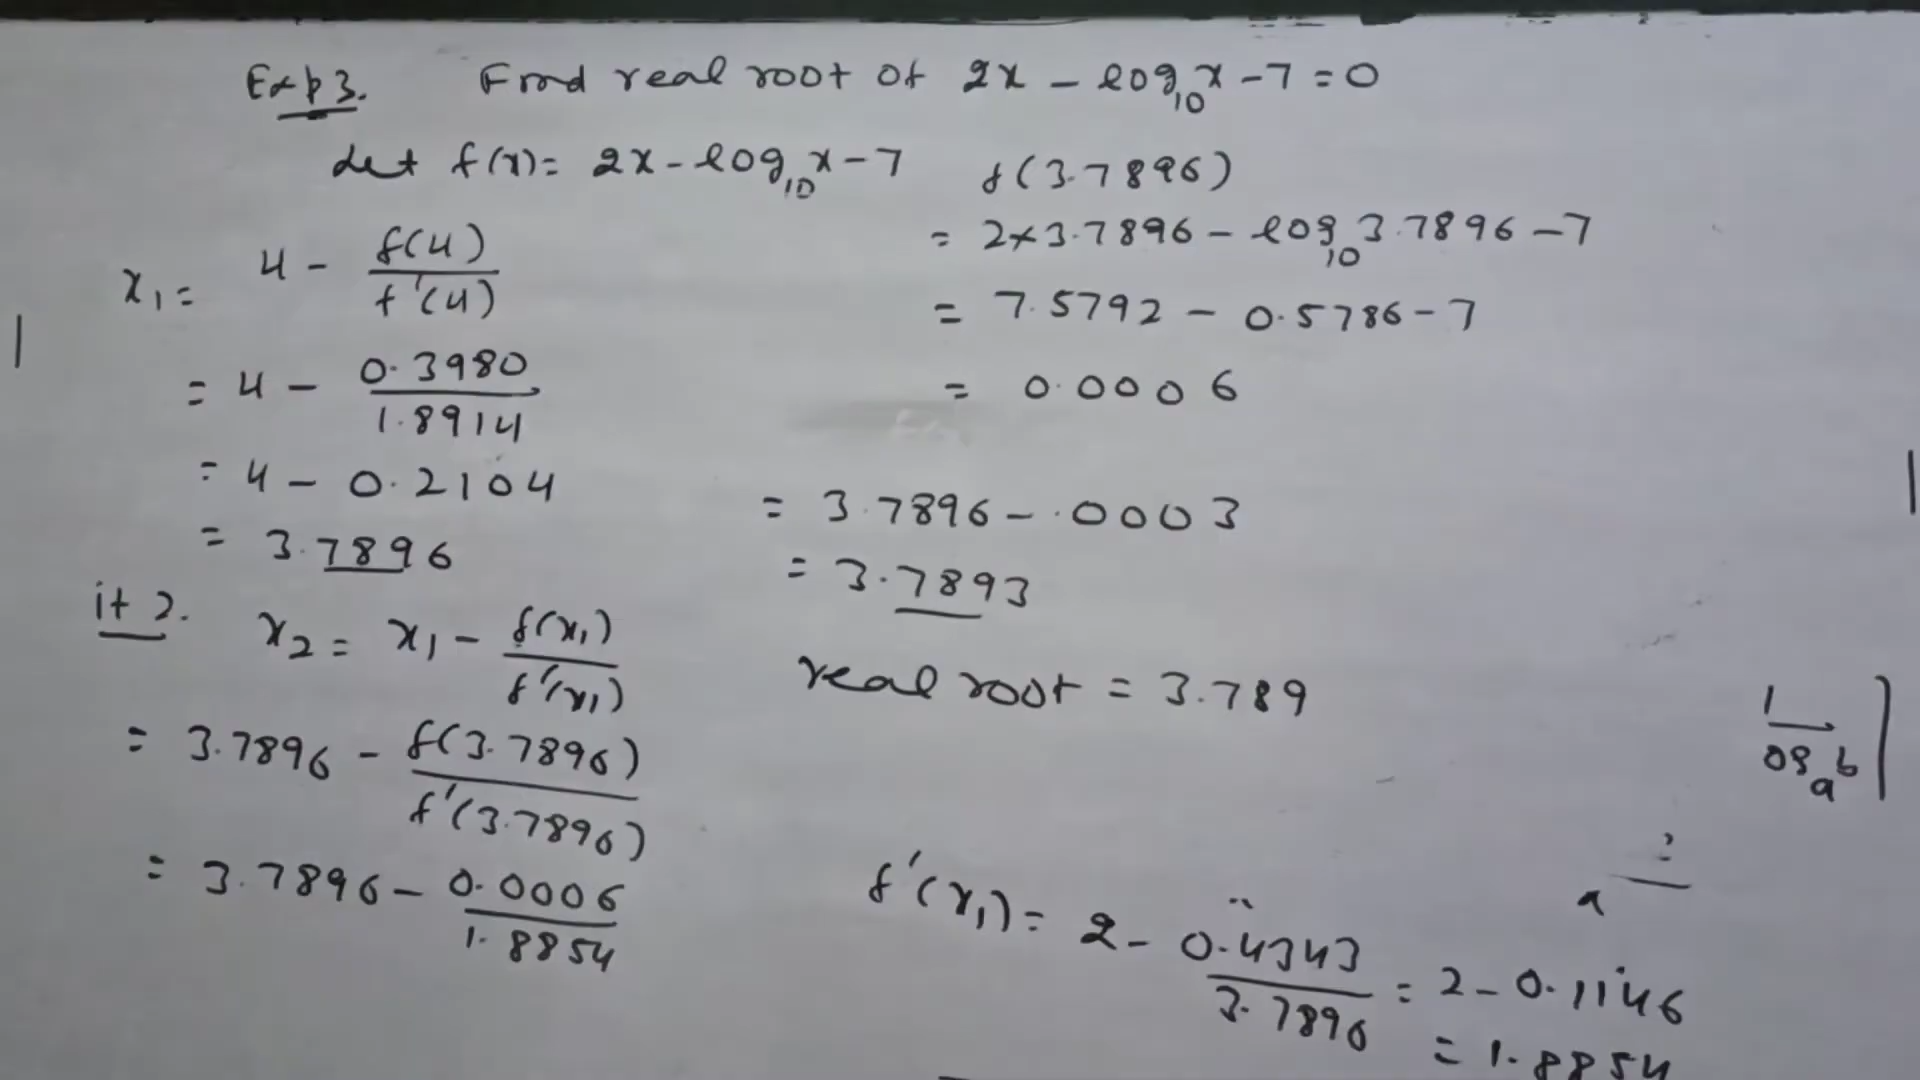 Exp 3. Find real root of 2x - log₁₀x - 7 = 0
Let f(x) = 2x - log₁₀x - 7
x₁ = 4 - f(4) / f'(4)
= 4 - 0.3980 / 1.8914
= 4 - 0.2104
= 3.7896
it 2. x₂ = x₁ - f(x₁) / f'(x₁)
= 3.7896 - f(3.7896) / f'(3.7896)
= 3.7896 - 0.0006 / 1.8854
f(3.7896)
= 2×3.7896 - log₁₀3.7896 - 7
= 7.5792 - 0.5786 - 7
= 0.0006
= 3.7896 - .0003
= 3.7893
real root = 3.789
f'(x₁) = 2 - 0.4343 / 3.7896 = 2 - 0.1146
= 1.8854